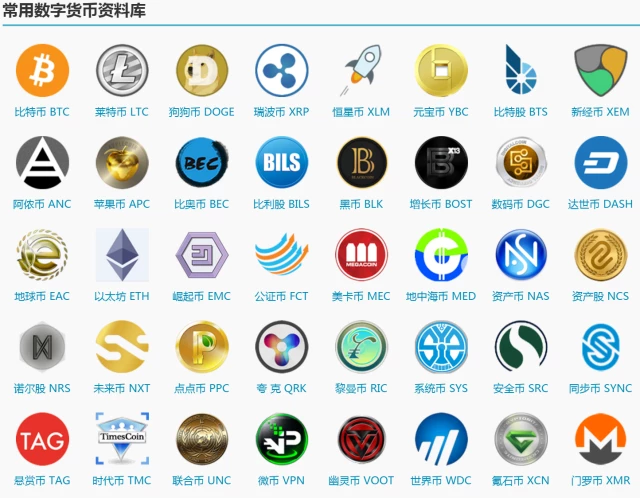 常用数字货币资料库
比特币 BTC 莱特币 LTC 狗狗币 DOGE 瑞波币 XRP 恒星币 XLM 元宝币 YBC 比特股 BTS 新经币 XEM
BEC BILS B X13
阿侬币 ANC 苹果币 APC 比奥币 BEC 比利股 BILS 黑币 BLK 增长币 BOST 数码币 DGC 达世币 DASH
MEGACOIN
地球币 EAC 以太坊 ETH 崛起币 EMC 公证币 FCT 美卡币 MEC 地中海币 MED 资产币 NAS 资产股 NCS
诺尔股 NRS 未来币 NXT 点点币 PPC 夸克 QRK 黎曼币 RIC 系统币 SYS 安全币 SRC 同步币 SYNC
TAG TimesCoin VP
悬赏币 TAG 时代币 TMC 联合币 UNC 微币 VPN 幽灵币 VOOT 世界币 WDC 氪石币 XCN 门罗币 XMR